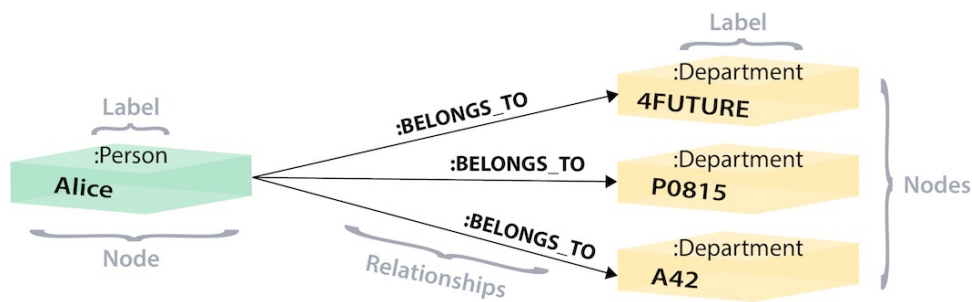 Label
:Person
Alice
Node
:BELONGS_TO
:BELONGS_TO
:BELONGS_TO
Relationships
Label
:Department
4FUTURE
:Department
P0815
:Department
A42
Nodes